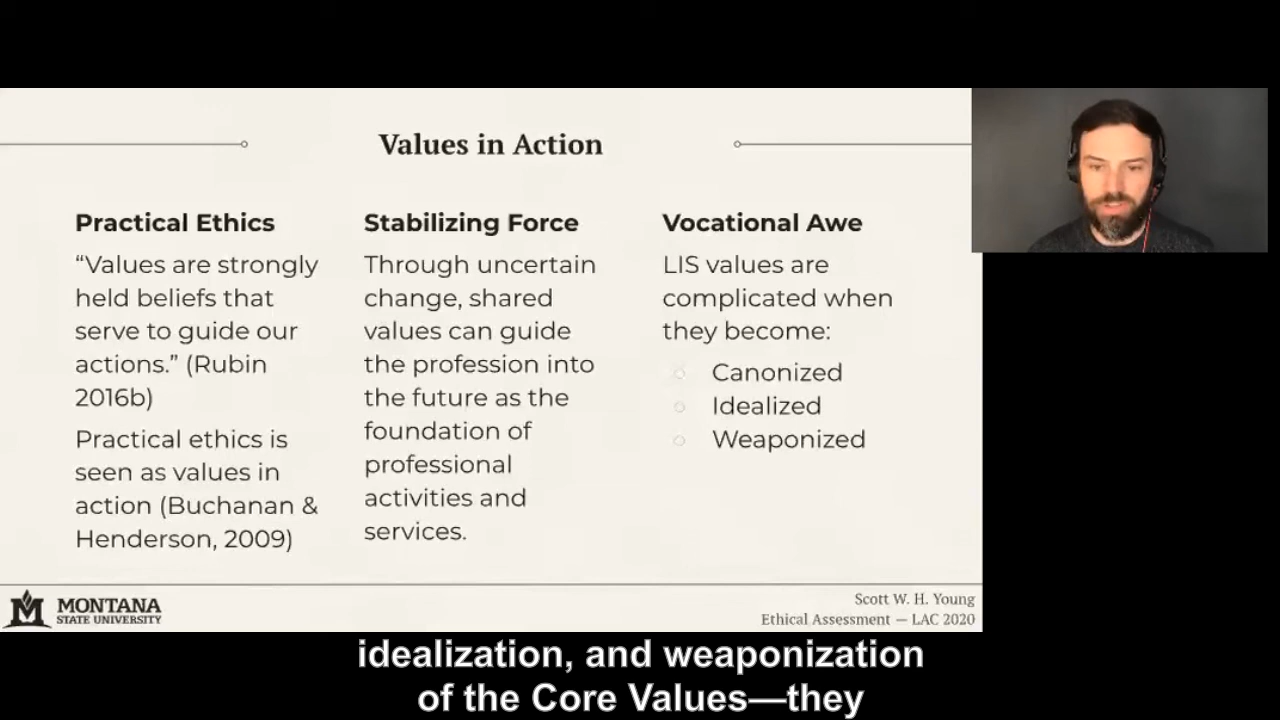 Values in Action
Practical Ethics
“Values are strongly
held beliefs that
serve to guide our
actions.” (Rubin
2016b)
Practical ethics is
seen as values in
action (Buchanan &
Henderson, 2009)
Stabilizing Force
Through uncertain
change, shared
values can guide
the profession into
the future as the
foundation of
professional
activities and
services.
Vocational Awe
LIS values are
complicated when
they become:
Canonized
Idealized
Weaponized
M MONTANA
STATE UNIVERSITY
Scott W. H. Young
Ethical Assessment — LAC 2020
idealization, and weaponization
of the Core Values—they